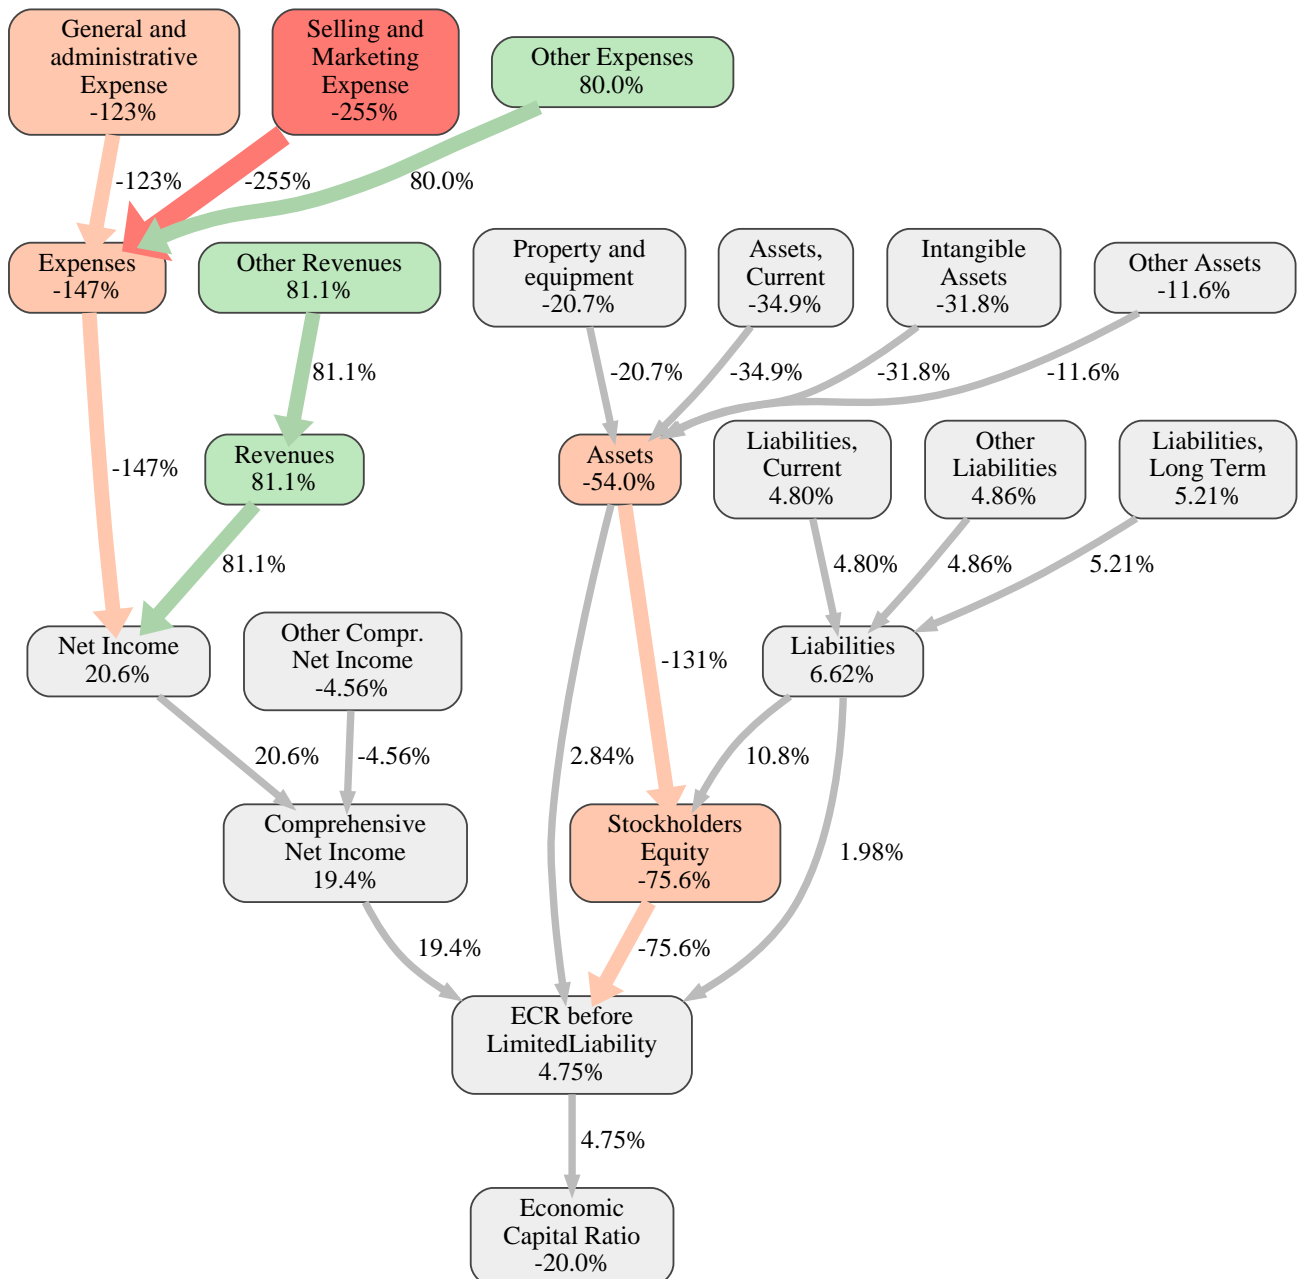 General and
administrative
Expense
-123%
Selling and
Marketing
Expense
-255%
Other Expenses
80.0%
-123%
-255%
80.0%
Expenses
-147%
Other Revenues
81.1%
Property and
equipment
-20.7%
Assets,
Current
-34.9%
Intangible
Assets
-31.8%
Other Assets
-11.6%
81.1%
-20.7%
-34.9%
-31.8%
-11.6%
-147%
Revenues
81.1%
Assets
-54.0%
Liabilities,
Current
4.80%
Other
Liabilities
4.86%
Liabilities,
Long Term
5.21%
81.1%
4.80%
4.86%
5.21%
Net Income
20.6%
Other Compr.
Net Income
-4.56%
-131%
Liabilities
6.62%
20.6%
-4.56%
2.84%
10.8%
Comprehensive
Net Income
19.4%
Stockholders
Equity
-75.6%
1.98%
19.4%
-75.6%
ECR before
LimitedLiability
4.75%
4.75%
Economic
Capital Ratio
-20.0%